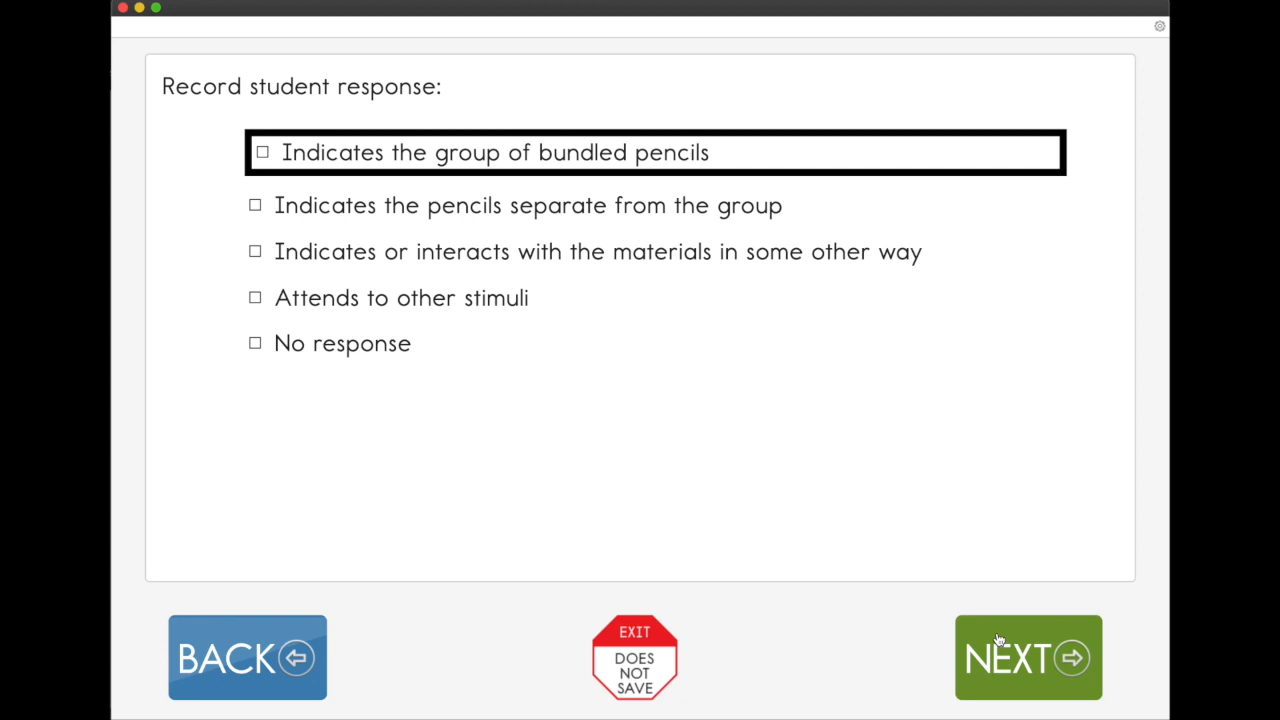 Record student response:
Indicates the group of bundled pencils
Indicates the pencils separate from the group
Indicates or interacts with the materials in some other way
Attends to other stimuli
No response
BACK
EXIT
DOES
NOT
SAVE
NEXT